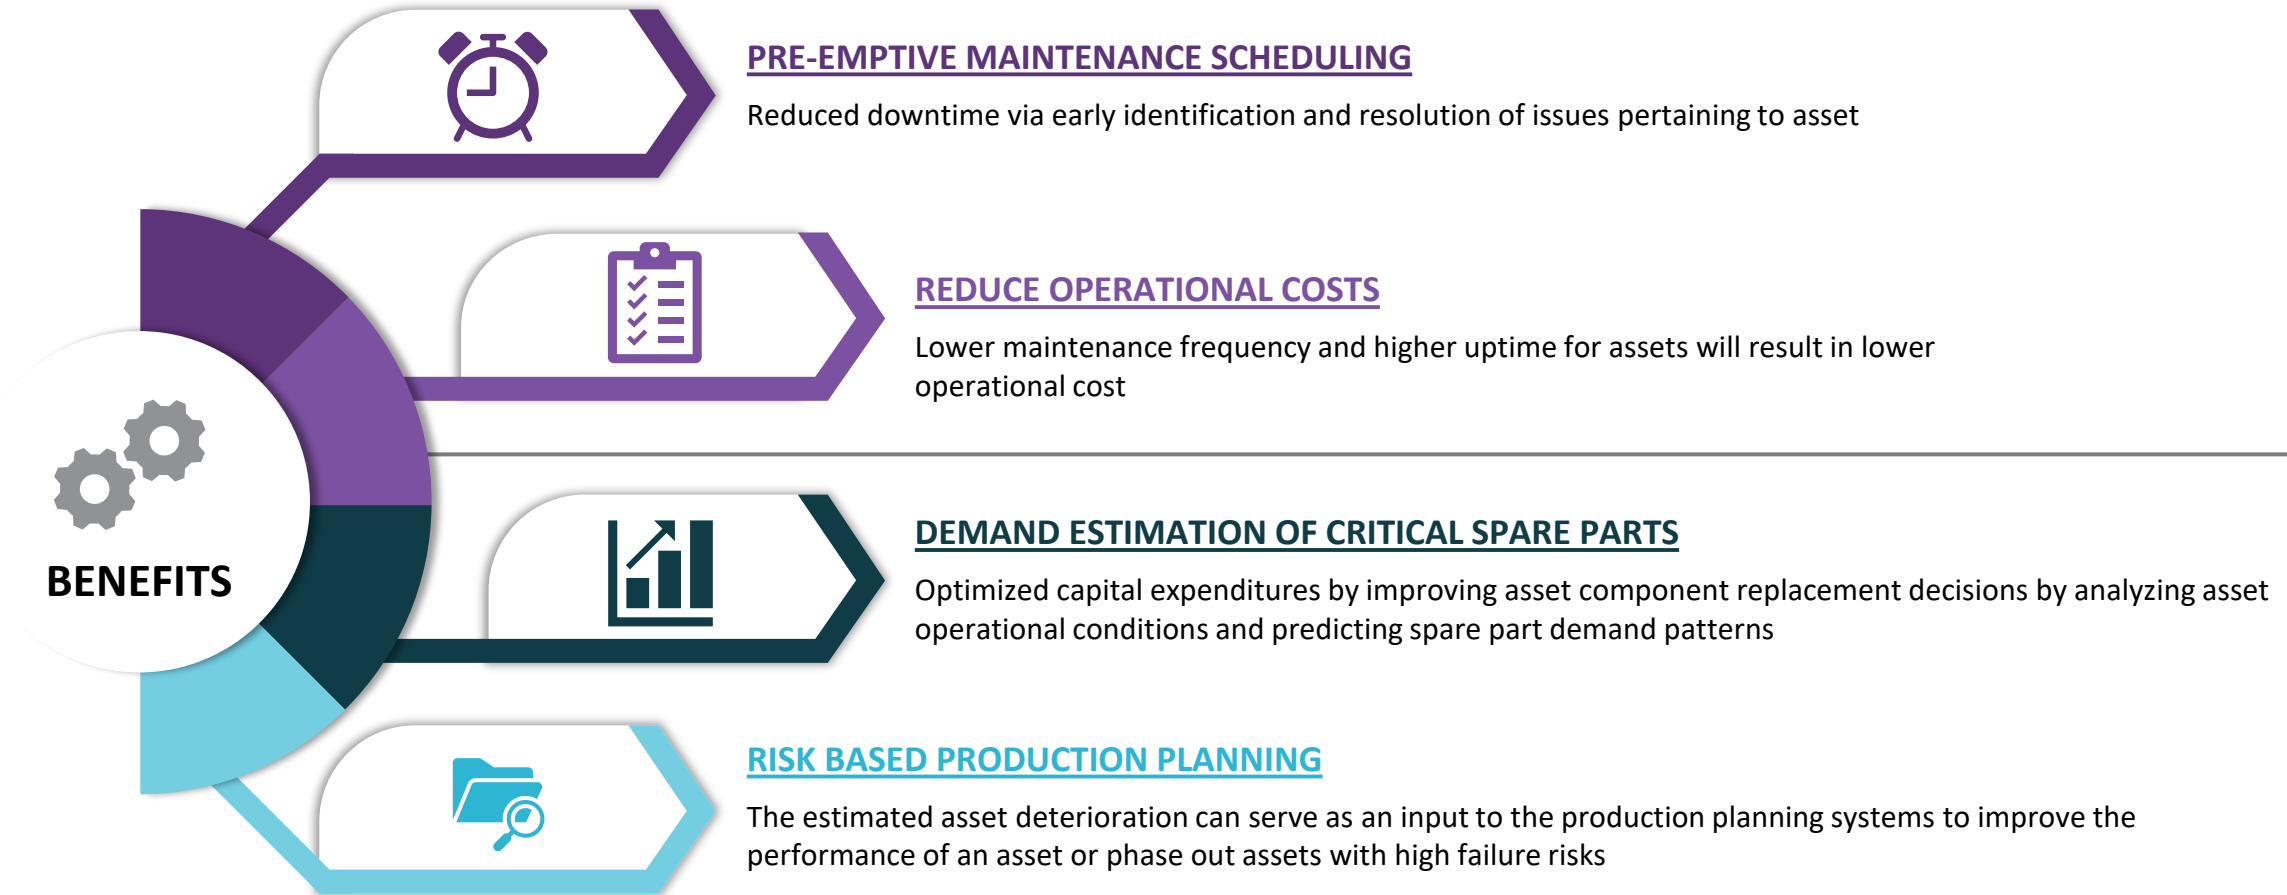 PRE-EMPTIVE MAINTENANCE SCHEDULING
Reduced downtime via early identification and resolution of issues pertaining to asset
REDUCE OPERATIONAL COSTS
Lower maintenance frequency and higher uptime for assets will result in lower
operational cost
BENEFITS
DEMAND ESTIMATION OF CRITICAL SPARE PARTS
Optimized capital expenditures by improving asset component replacement decisions by analyzing asset
operational conditions and predicting spare part demand patterns
RISK BASED PRODUCTION PLANNING
The estimated asset deterioration can serve as an input to the production planning systems to improve the
performance of an asset or phase out assets with high failure risks